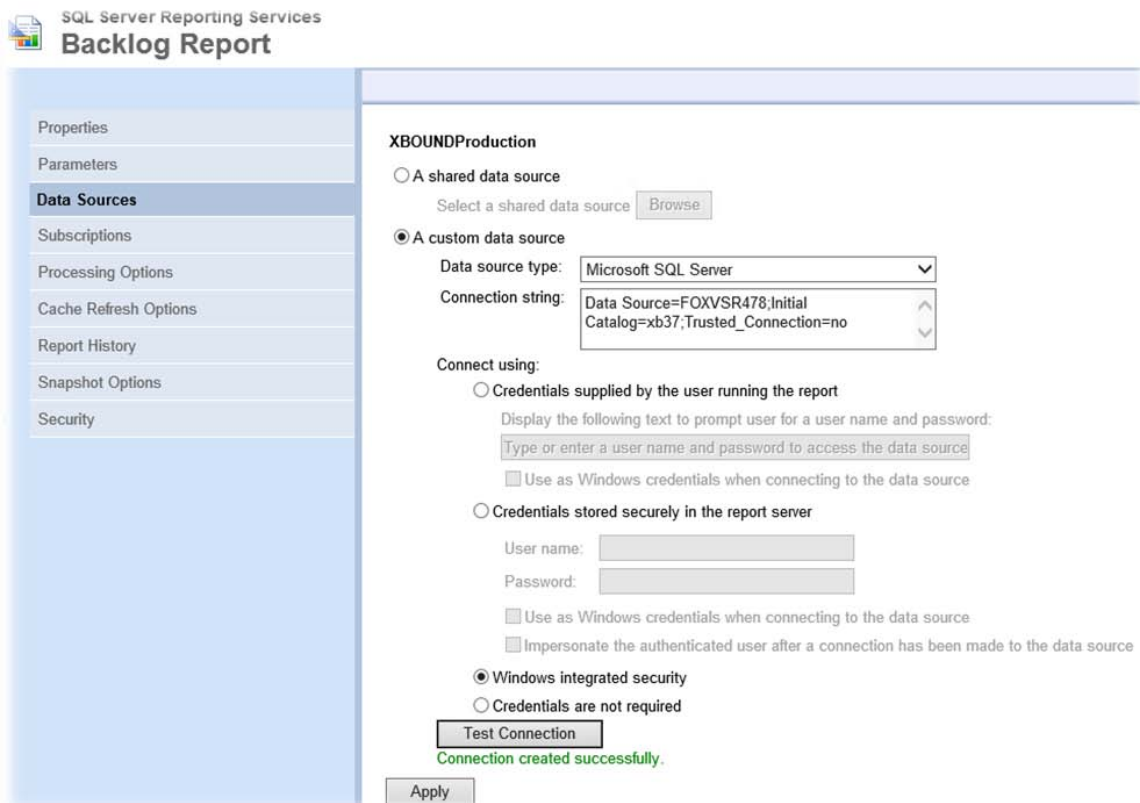 SQL Server Reporting Services
Backlog Report
Properties
Parameters
Data Sources
Subscriptions
Processing Options
Cache Refresh Options
Report History
Snapshot Options
Security
XBOUNDProduction
A shared data source
Select a shared data source Browse
A custom data source
Data source type: Microsoft SQL Server
Connection string: Data Source=FOXVSR478;Initial
Catalog=xb37;Trusted_Connection=no
Connect using:
Credentials supplied by the user running the report
Display the following text to prompt user for a user name and password:
Type or enter a user name and password to access the data source
Use as Windows credentials when connecting to the data source
Credentials stored securely in the report server
User name:
Password:
Use as Windows credentials when connecting to the data source
Impersonate the authenticated user after a connection has been made to the data source
Windows integrated security
Credentials are not required
Test Connection
Connection created successfully.
Apply